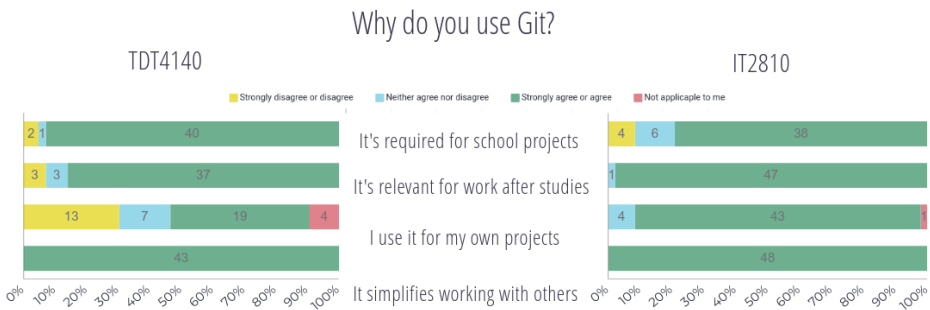 Why do you use Git?
TDT4140
IT2810
Strongly disagree or disagree Neither agree nor disagree Strongly agree or agree Not applicaple to me
2 1 40
It's required for school projects
4 6 38
3 3 37
It's relevant for work after studies
1 47
13 7 19 4
I use it for my own projects
4 43 1
43
It simplifies working with others
48
0% 10% 20% 30% 40% 50% 60% 70% 80% 90% 100%
0% 10% 20% 30% 40% 50% 60% 70% 80% 90% 100%